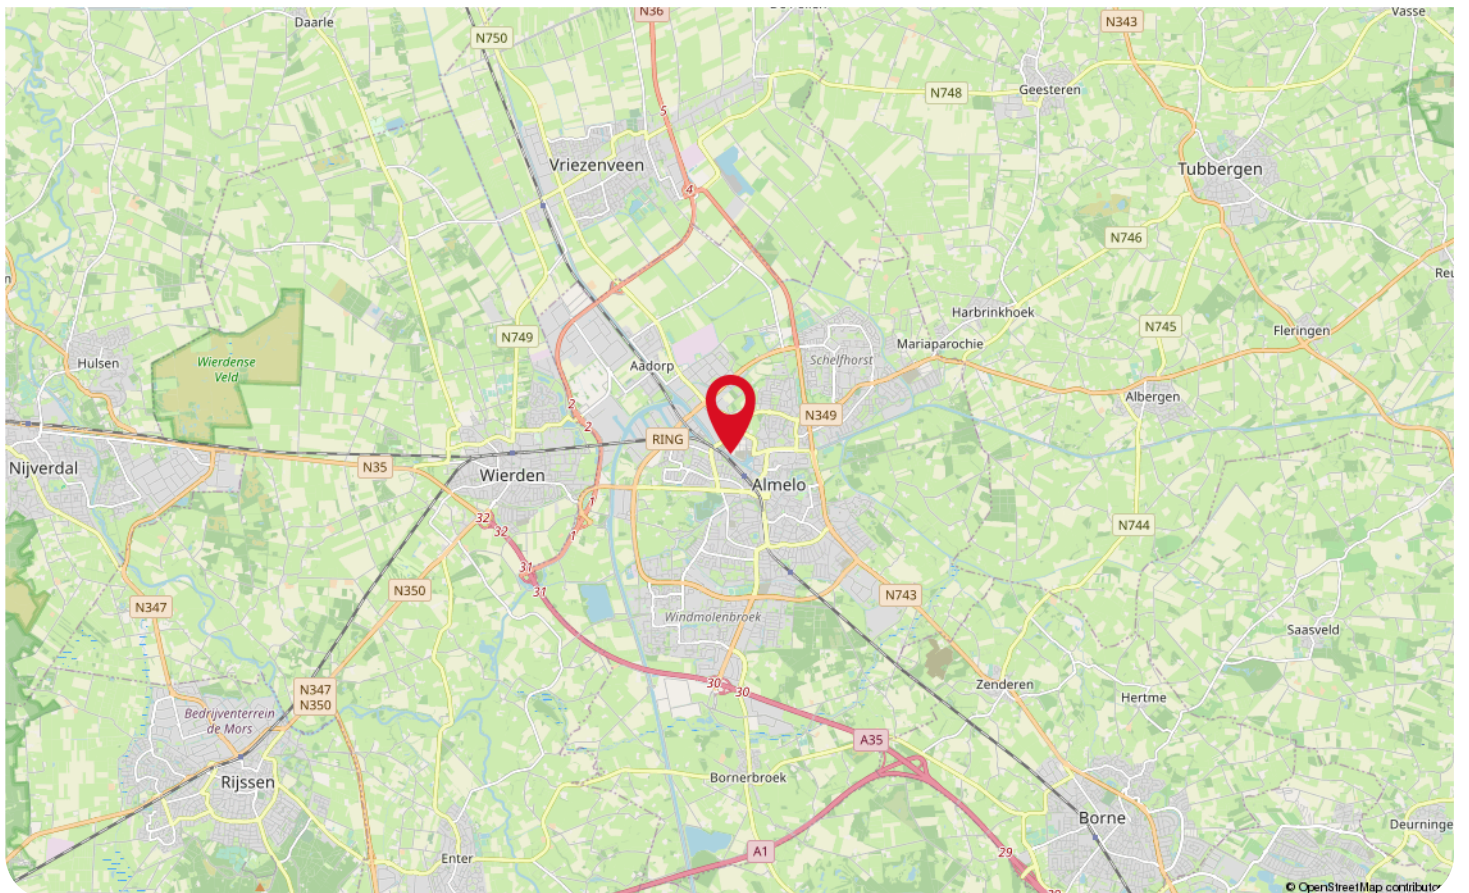 Daarle
N750
N36
N343
Vasse
N748
Geesteren
5
Vriezenveen
4
Tubbergen
N746
Harbrinkhoek
N749
N745
Fleringen
Mariaparochie
Schelfhorst
Hulsen
Wierdense
Veld
Aadorp
Albergen
2
2
N349
RING
Nijverdal
N35
Wierden
Almelo
1
32
32
1
N744
31
31
N350
N743
N347
Windmolenbroek
Saasveld
30
30
Zenderen
Hertme
N347
N350
Bedrijventerrein
de Mors
A35
Rijssen
Bornerbroek
Borne
Deurninge
A1
29
Enter
© OpenStreetMap contributo